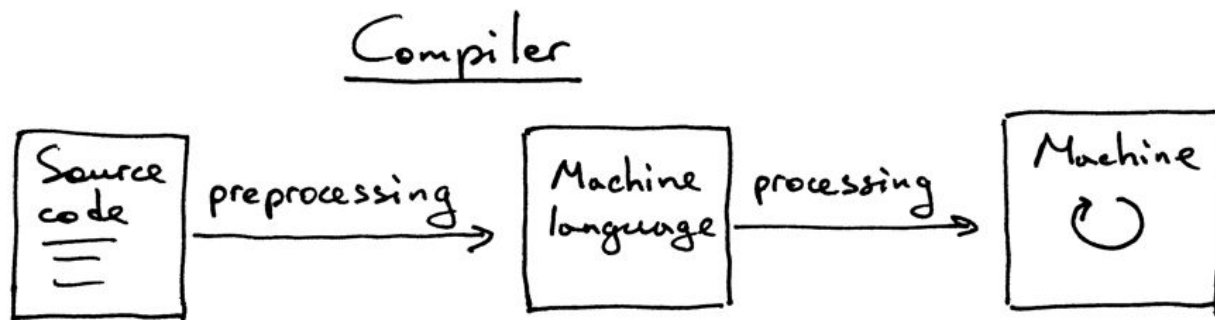 Compiler
Source
code
preprocessing
Machine
language
processing
Machine